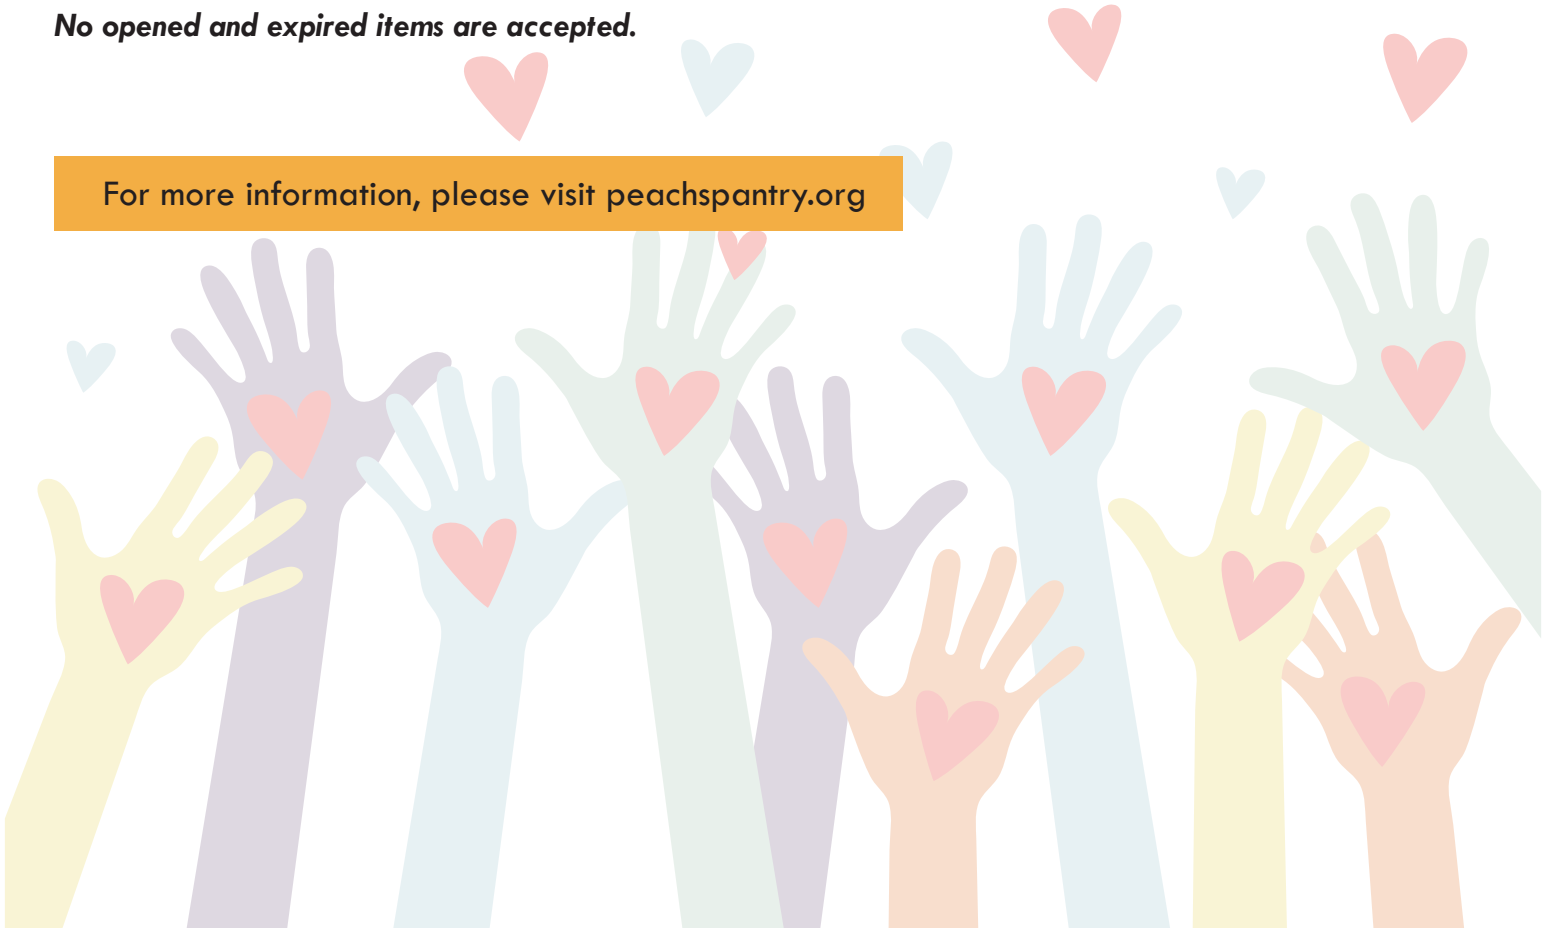 No opened and expired items are accepted.
For more information, please visit peachspantry.org